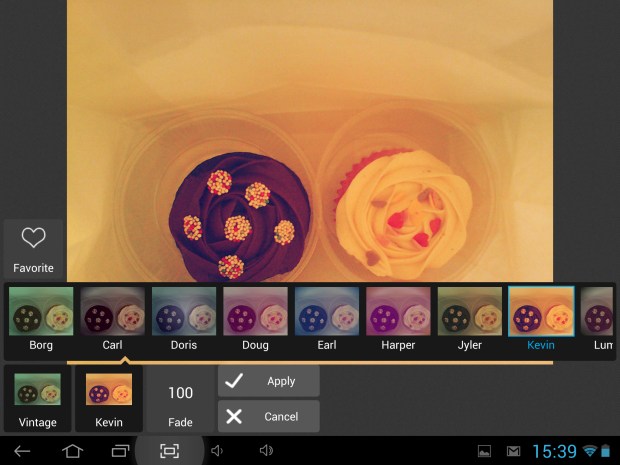 Favorite
Borg
Carl
Doris
Doug
Earl
Harper
Jyler
Kevin
Lum
Vintage
Kevin
100
Fade
Apply
Cancel
15:39